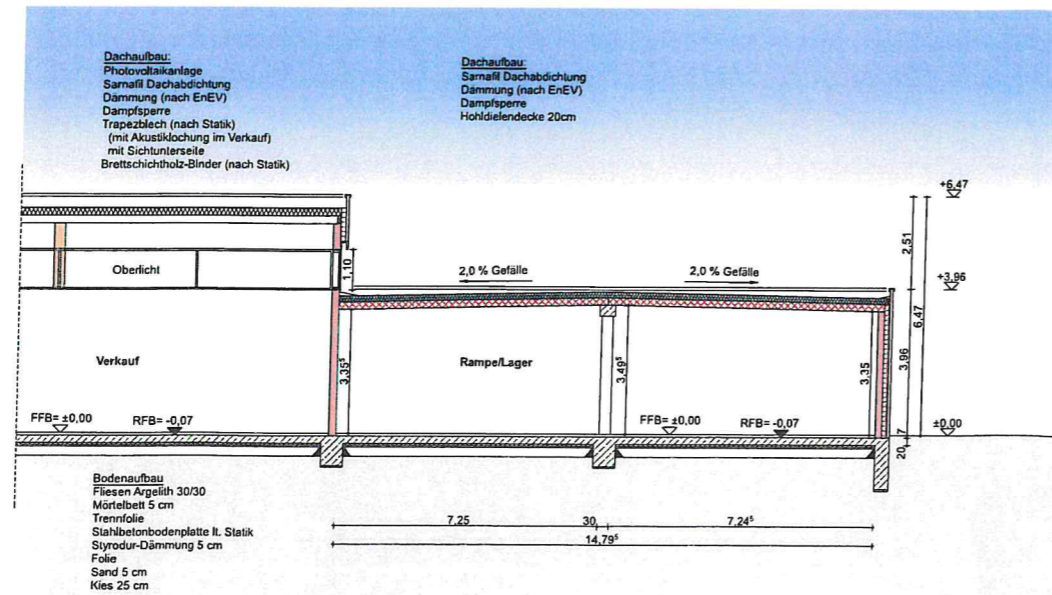 Dachaufbau:
Photovoltaikanlage
Sarnafil Dachabdichtung
Dämmung (nach EnEV)
Dampfsperre
Trapezblech (nach Statik)
(mit Akustiklochung im Verkauf)
mit Sichtunterseite
Brettschichtholz-Binder (nach Statik)
Dachaufbau:
Sarnafil Dachabdichtung
Dämmung (nach EnEV)
Dampfsperre
Hohldielendecke 20cm
+6,47
2,51
Oberlicht
1,10
2,0 % Gefälle
2,0 % Gefälle
+3,96
6,47
Verkauf
3,35⁵
Rampe/Lager
3,49⁵
3,35
3,96
FFB= ±0,00
RFB= -0,07
FFB= ±0,00
RFB= -0,07
±0,00
7
20
Bodenaufbau
Fliesen Argelith 30/30
Mörtelbett 5 cm
Trennfolie
Stahlbetonbodenplatte lt. Statik
Styrodur-Dämmung 5 cm
Folie
Sand 5 cm
Kies 25 cm
7,25
30
7,24⁵
14,79⁵